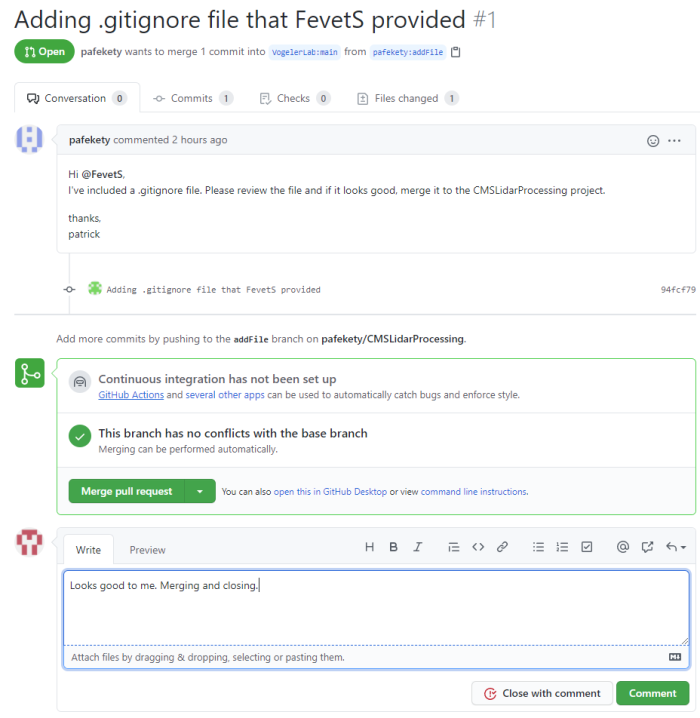 Adding .gitignore file that FevetS provided #1
Open pafekety wants to merge 1 commit into VogelerLab:main from pafekety:addFile
Conversation 0 Commits 1 Checks 0 Files changed 1
pafekety commented 2 hours ago
Hi @FevetS,
I've included a .gitignore file. Please review the file and if it looks good, merge it to the CMSLidarProcessing project.
thanks,
patrick
Adding .gitignore file that FevetS provided 94fcf79
Add more commits by pushing to the addFile branch on pafekety/CMSLidarProcessing.
Continuous integration has not been set up
GitHub Actions and several other apps can be used to automatically catch bugs and enforce style.
This branch has no conflicts with the base branch
Merging can be performed automatically.
Merge pull request You can also open this in GitHub Desktop or view command line instructions.
Write Preview H B I
Looks good to me. Merging and closing.
Attach files by dragging & dropping, selecting or pasting them.
Close with comment Comment